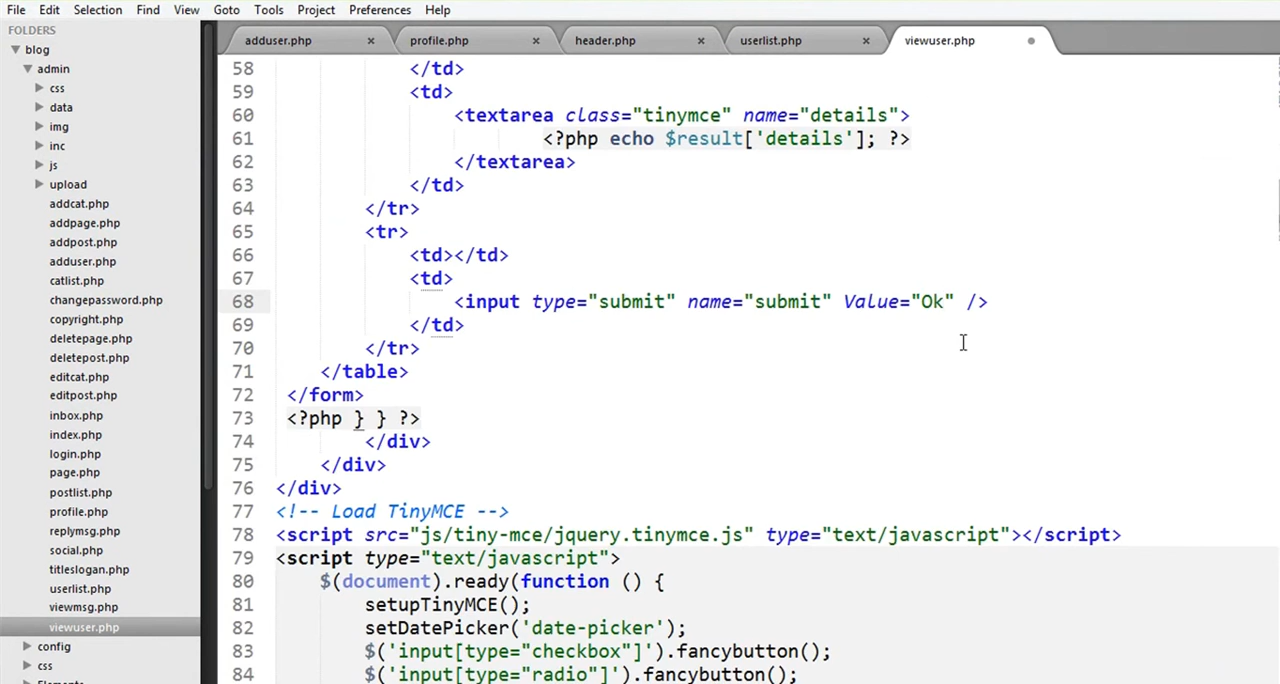 File Edit Selection Find View Goto Tools Project Preferences Help
FOLDERS
blog
admin
css
data
img
inc
js
upload
addcat.php
addpage.php
addpost.php
adduser.php
catlist.php
changepassword.php
copyright.php
deletepage.php
deletepost.php
editcat.php
editpost.php
inbox.php
index.php
login.php
page.php
postlist.php
profile.php
replymsg.php
social.php
titleslogan.php
userlist.php
viewmsg.php
viewuser.php
config
css
Elements
adduser.php × profile.php × header.php × userlist.php × viewuser.php
58 </td>
59 <td>
60 <textarea class="tinymce" name="details">
61 <?php echo $result['details']; ?>
62 </textarea>
63 </td>
64 </tr>
65 <tr>
66 <td></td>
67 <td>
68 <input type="submit" name="submit" Value="Ok" />
69 </td>
70 </tr>
71 </table>
72 </form>
73 <?php } } ?>
74 </div>
75 </div>
76 </div>
77 <!-- Load TinyMCE -->
78 <script src="js/tiny-mce/jquery.tinymce.js" type="text/javascript"></script>
79 <script type="text/javascript">
80 $(document).ready(function () {
81 setupTinyMCE();
82 setDatePicker('date-picker');
83 $('input[type="checkbox"]').fancybutton();
84 $('input[type="radio"]').fancybutton();